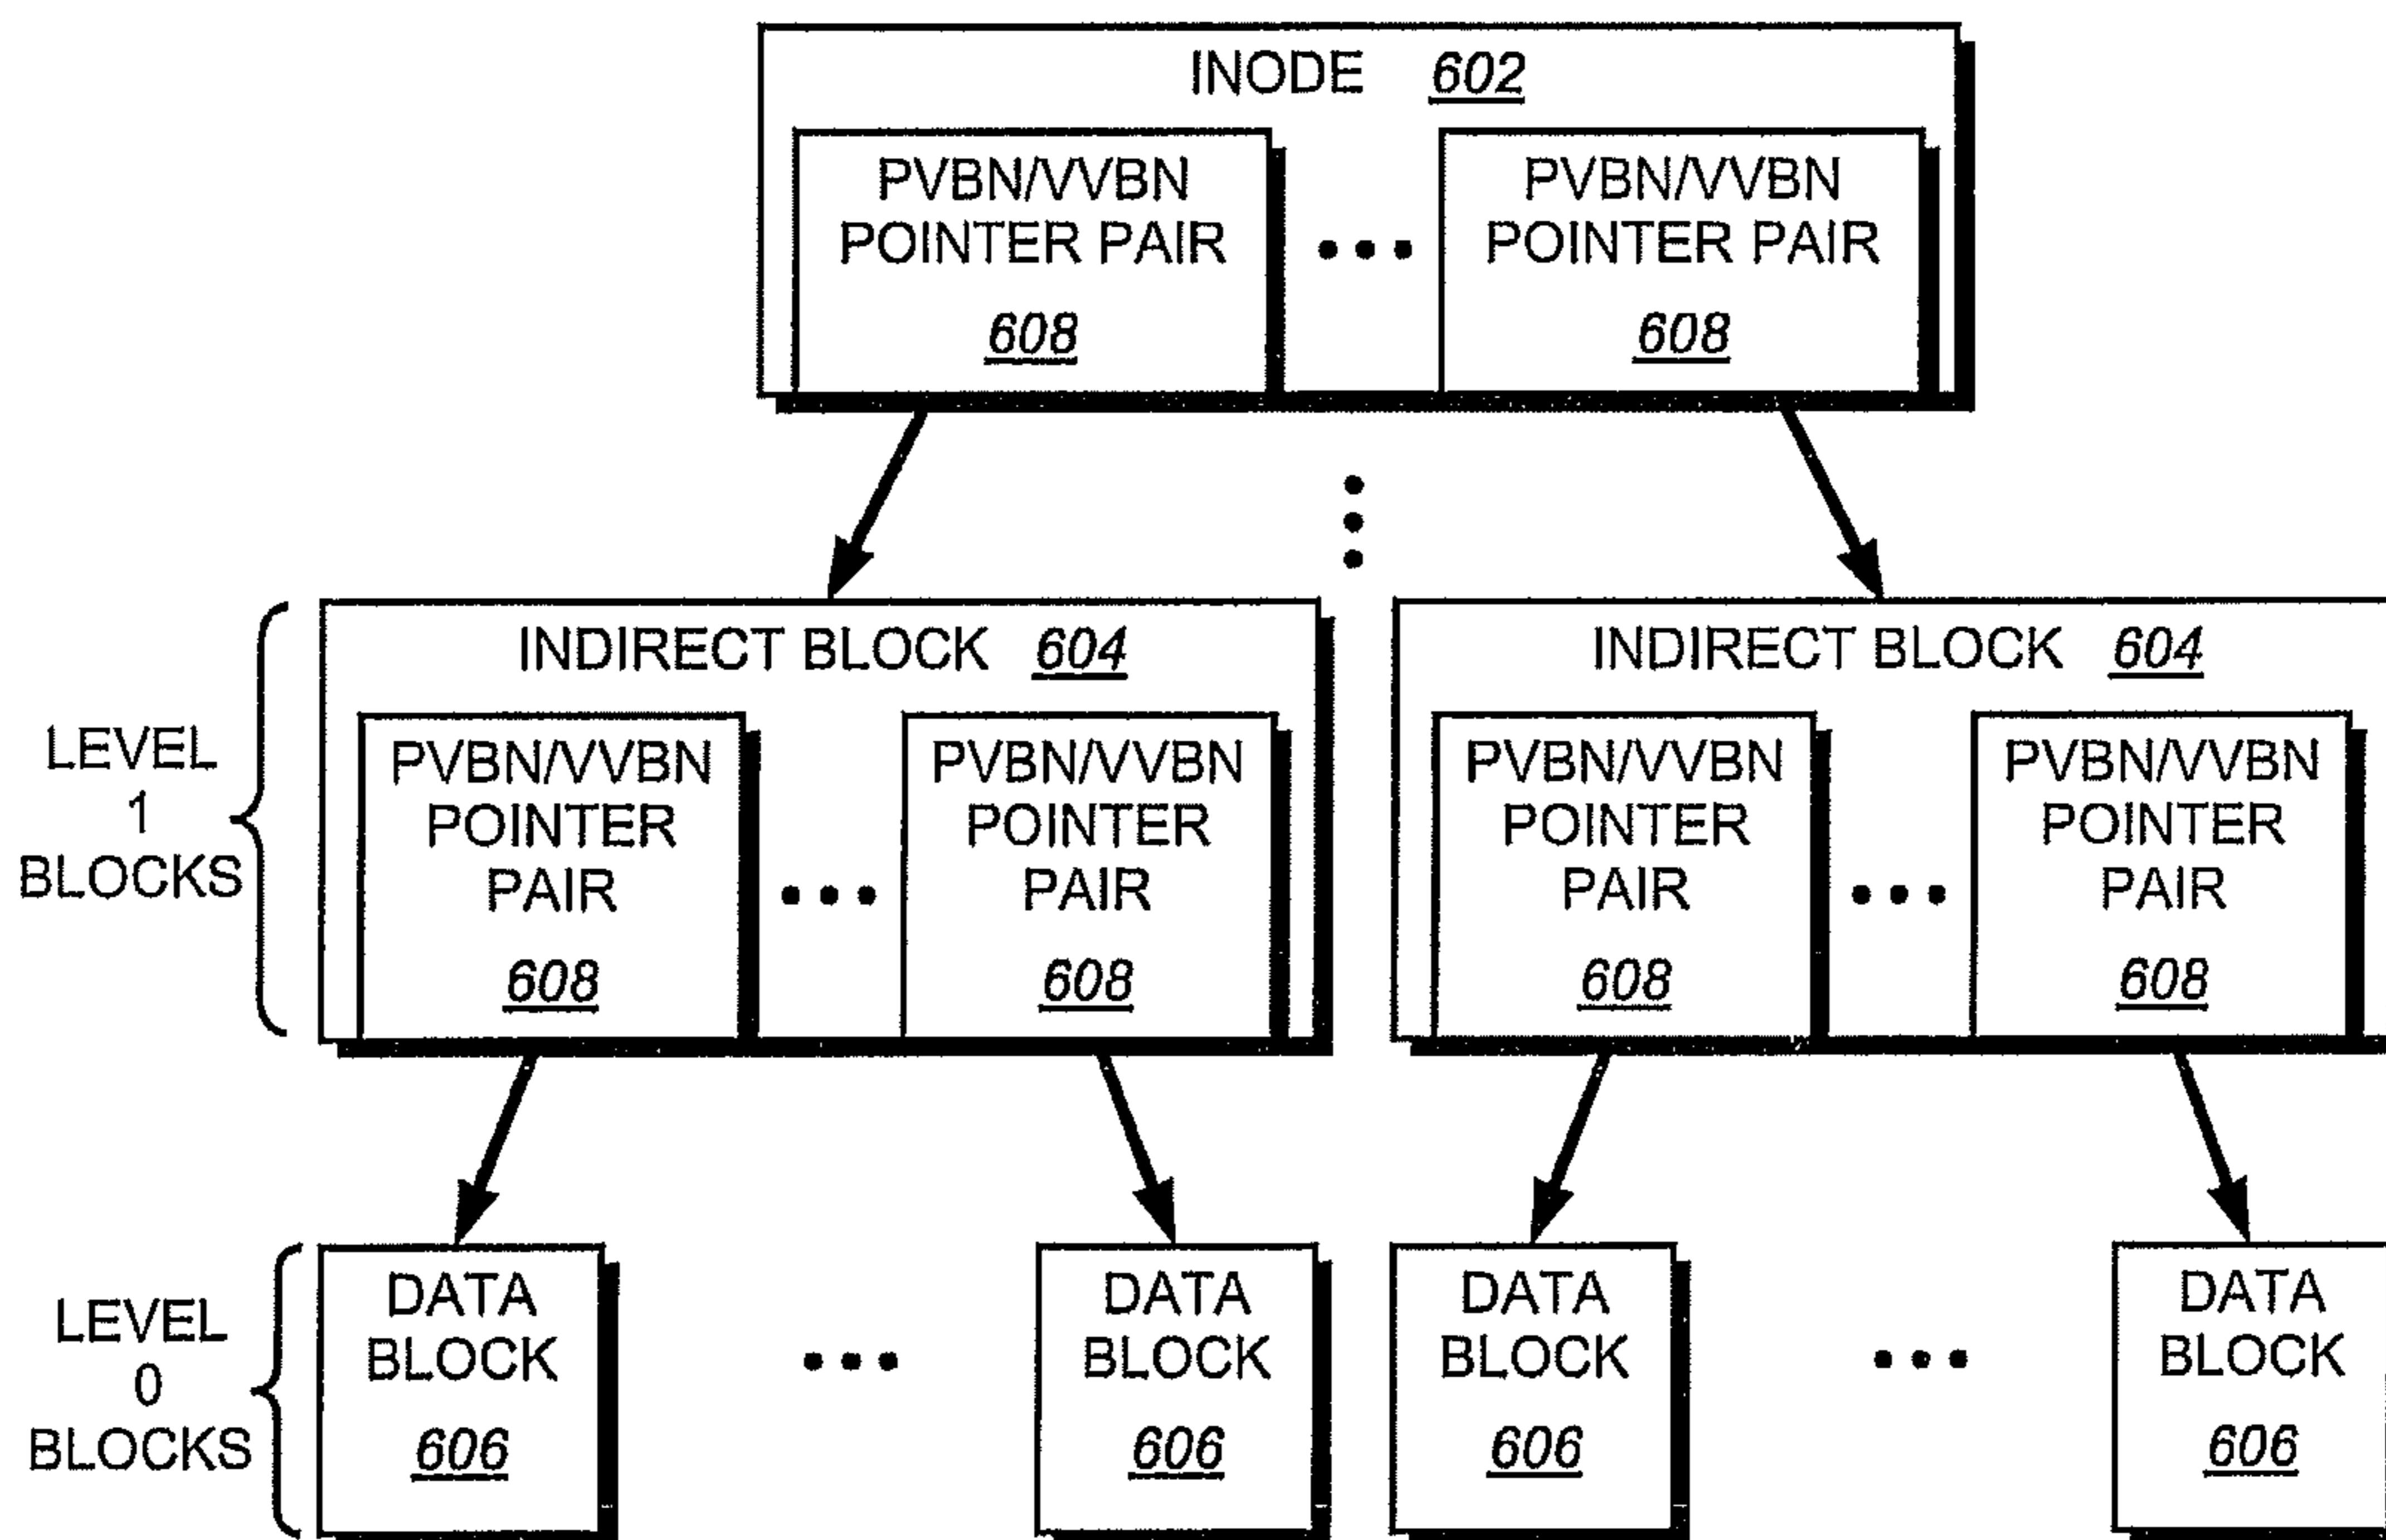 INODE 602
PVBN/VVBN
POINTER PAIR
608
PVBN/VVBN
POINTER PAIR
608
LEVEL
1
BLOCKS
INDIRECT BLOCK 604
PVBN/VVBN
POINTER
PAIR
608
PVBN/VVBN
POINTER
PAIR
608
INDIRECT BLOCK 604
PVBN/VVBN
POINTER
PAIR
608
PVBN/VVBN
POINTER
PAIR
608
LEVEL
0
BLOCKS
DATA
BLOCK
606
DATA
BLOCK
606
DATA
BLOCK
606
DATA
BLOCK
606